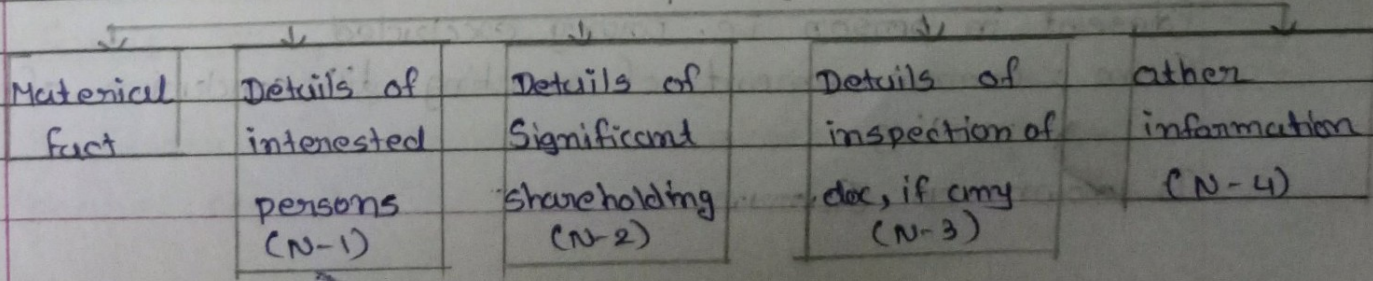 Material
fact
Details of
interested
persons
(N-1)
Details of
Significant
shareholding
(N-2)
Details of
inspection of
doc, if any
(N-3)
other
information
(N-4)